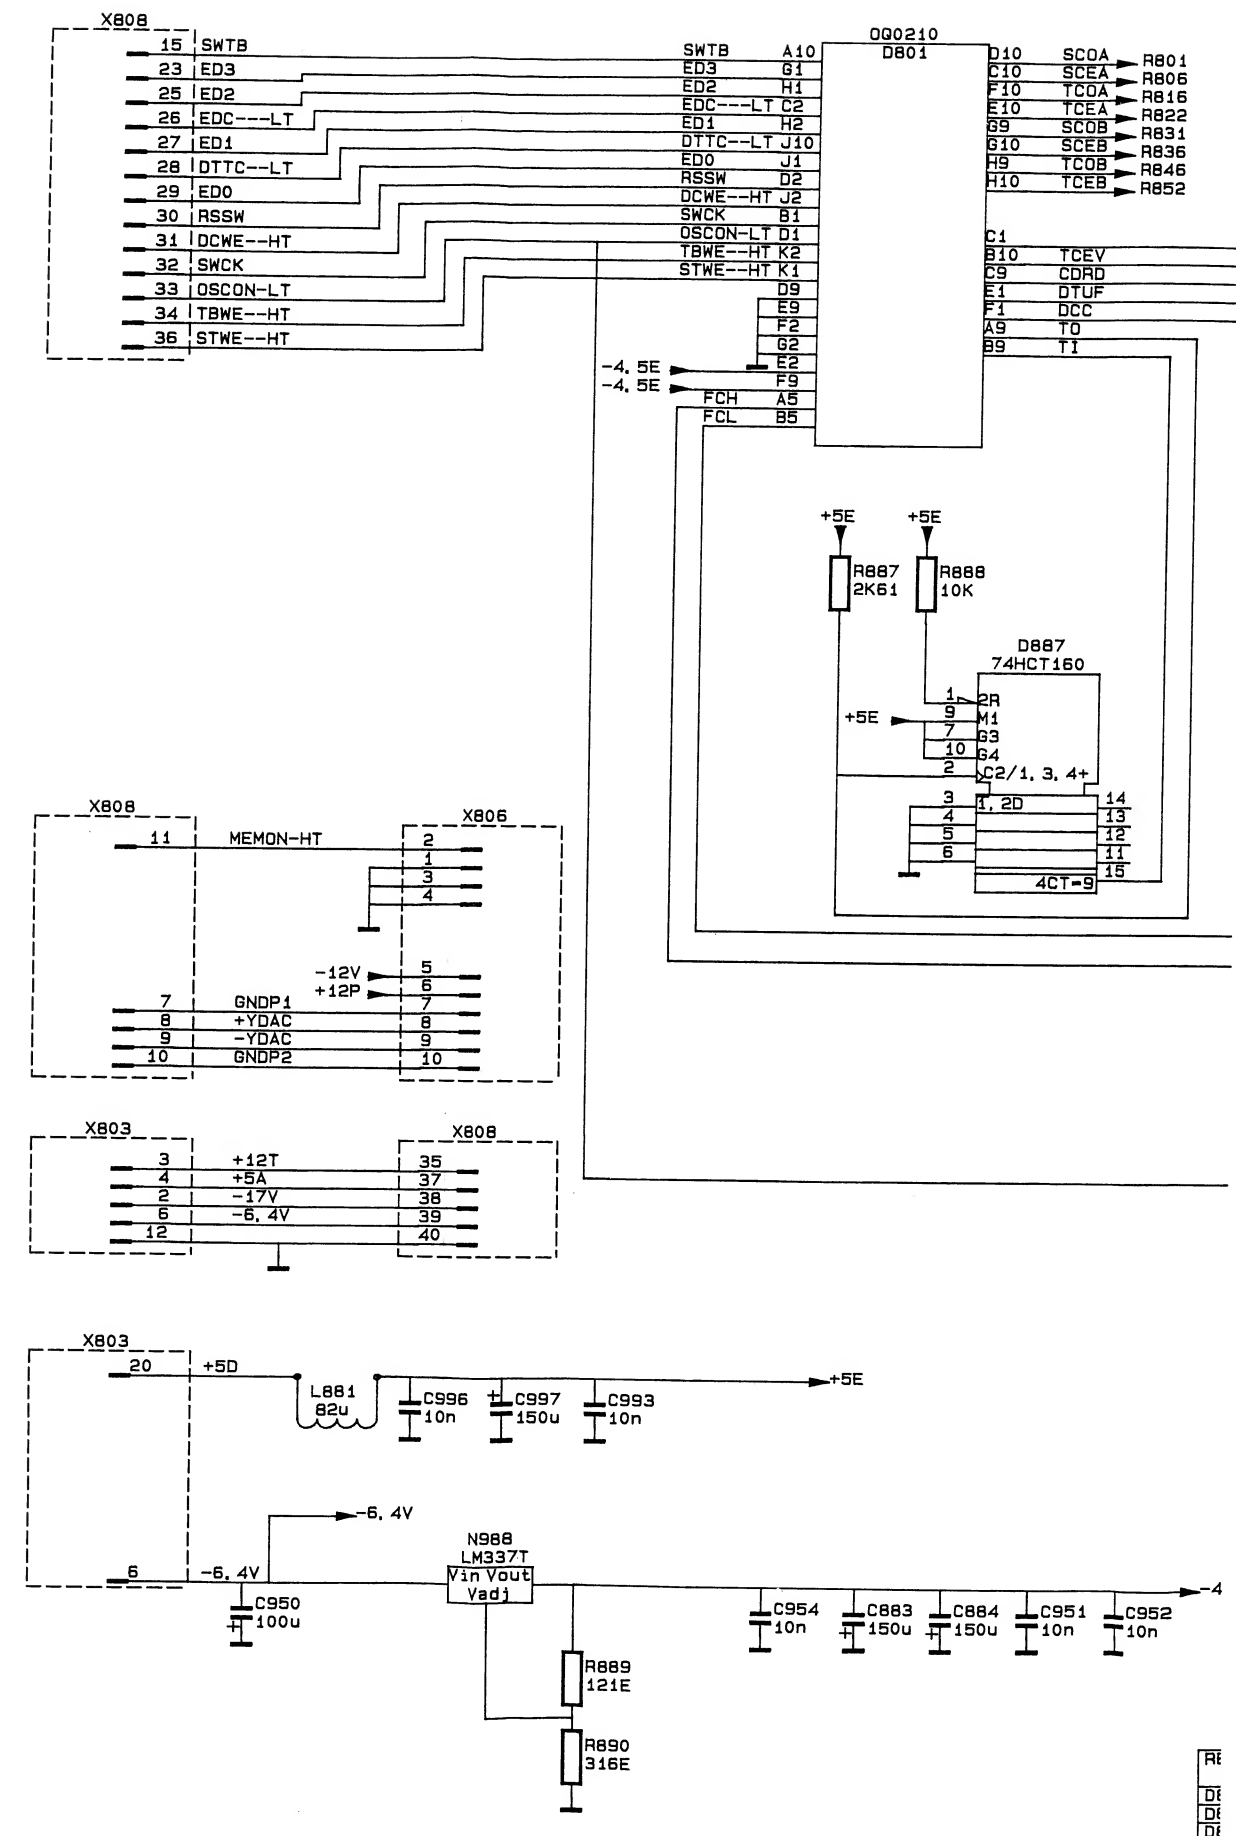 X808
15 SWTB
23 ED3
25 ED2
26 EDC---LT
27 ED1
28 DTTC--LT
29 ED0
30 RSSW
31 DCWE--HT
32 SWCK
33 OSCON-LT
34 TBWE--HT
36 STWE--HT
OQ0210
D801
SWTB A10
ED3 G1
ED2 H1
EDC---LT C2
ED1 H2
DTTC--LT J10
ED0 J1
RSSW D2
DCWE--HT J2
SWCK B1
OSCON-LT D1
TBWE--HT K2
STWE--HT K1
D9
E9
F2
G2
E2
-4,5E
F9
-4,5E
FCH A5
FCL B5
D10 SCOA R801
C10 SCEA R806
F10 TCOA R816
E10 TCEA R822
G9 SCOB R831
G10 SCEB R836
H9 TCOB R846
H10 TCEB R852
C1
B10 TCEV
C9 CDRD
E1 DTUF
F1 DCC
A9 TO
B9 TI
+5E +5E
R887
2K61
R888
10K
D887
74HCT160
1 2R
+5E 9 M1
7 G3
10 G4
2 C2/1,3,4+
3 1,2D 14
4 13
5 12
6 11
15
4CT=9
X808
X806
11 MEMON-HT 2
1
3
4
-12V 5
+12P 6
7 GNDP1 7
8 +YDAC 8
9 -YDAC 9
10 GNDP2 10
X803
X808
3 +12T 35
4 +5A 37
2 -17V 38
6 -6,4V 39
12 40
X803
20 +5D
L881
82u
C996
10n
+
C997
150u
C993
10n
+5E
-6,4V
6 -6,4V
C950
100u
+
N988
LM337T
Vin Vout
Vadj
-4
C954
10n
C883
150u
+
C884
150u
+
C951
10n
C952
10n
R889
121E
R890
316E